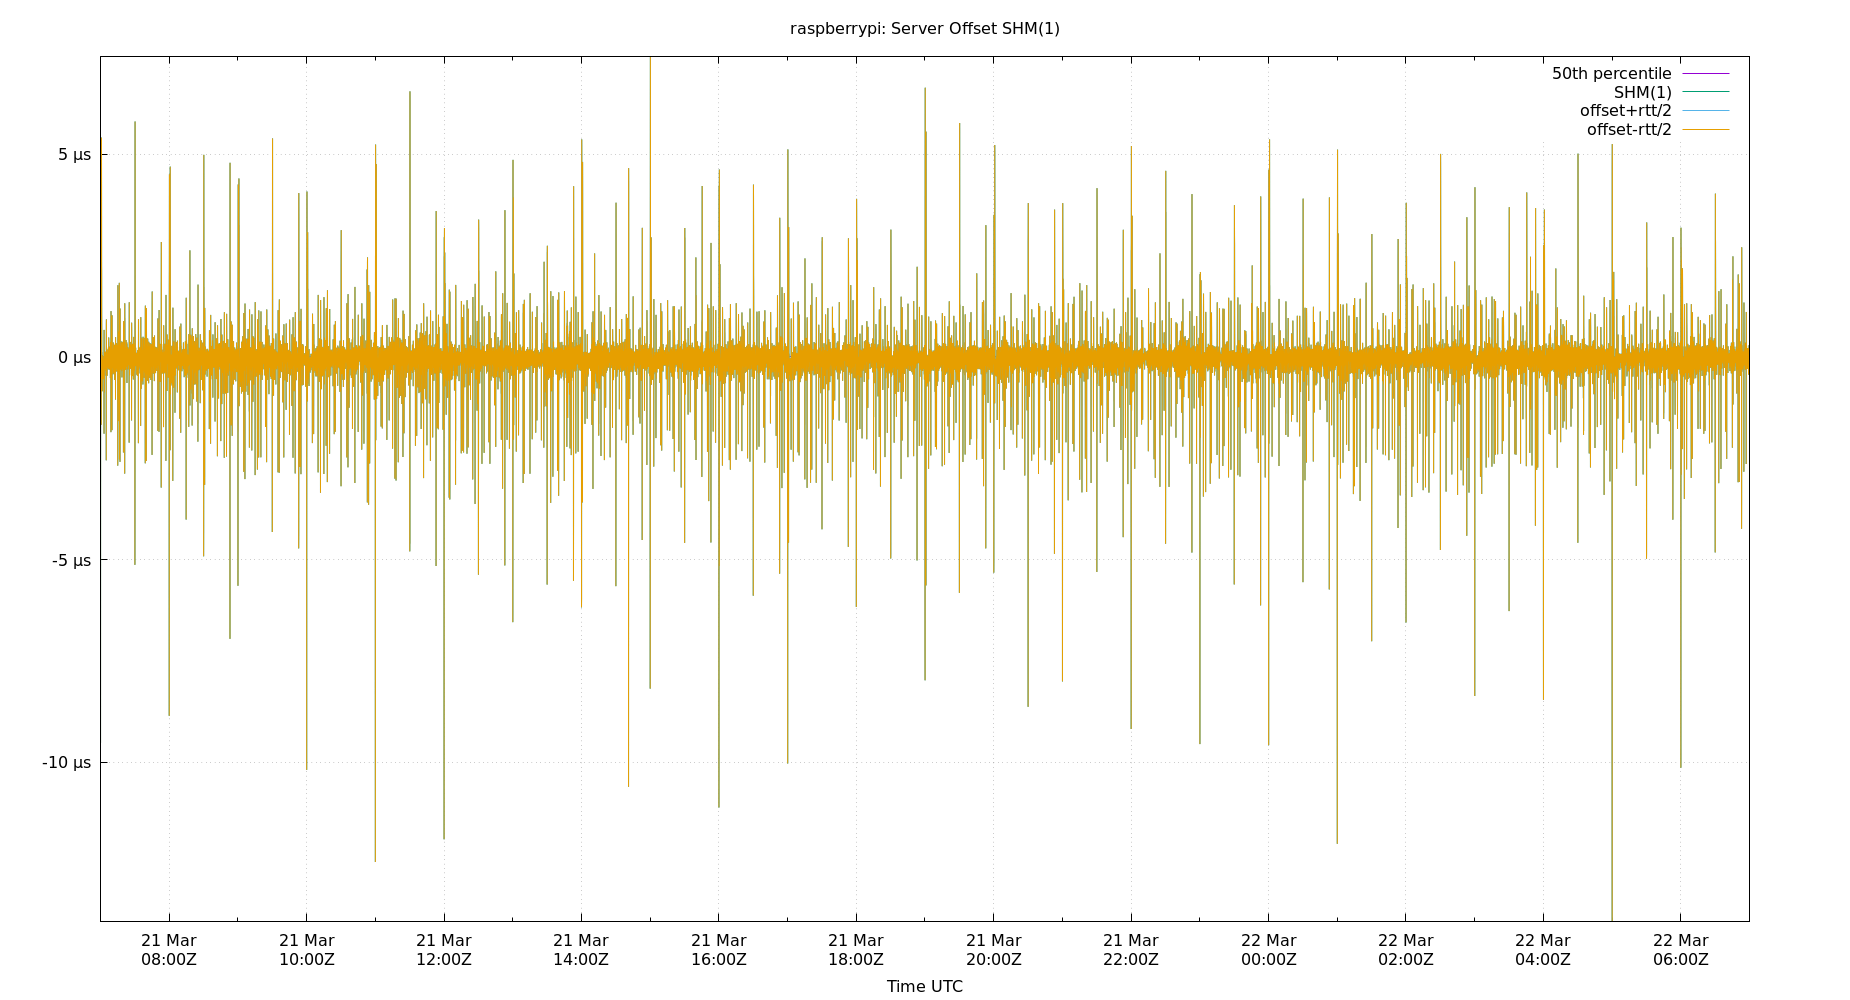 raspberrypi: Server Offset SHM(1)
50th percentile
SHM(1)
offset+rtt/2
offset-rtt/2
5 µs
0 µs
-5 µs
-10 µs
21 Mar 21 Mar 21 Mar 21 Mar 21 Mar 21 Mar 21 Mar 21 Mar 22 Mar 22 Mar 22 Mar 22 Mar
08:00Z 10:00Z 12:00Z 14:00Z 16:00Z 18:00Z 20:00Z 22:00Z 00:00Z 02:00Z 04:00Z 06:00Z
Time UTC